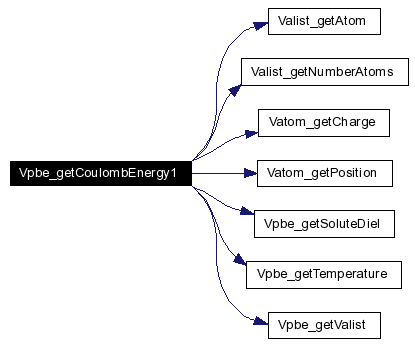 Valist_getAtom
Valist_getNumberAtoms
Vatom_getCharge
Vpbe_getCoulombEnergy1
Vatom_getPosition
Vpbe_getSoluteDiel
Vpbe_getTemperature
Vpbe_getValist